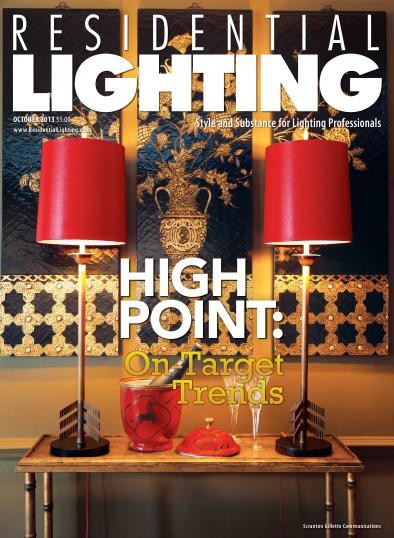 RESIDENTIAL
LIGHTING
OCTOBER 2013 $5.00
www.ResidentialLighting.com
Style and Substance for Lighting Professionals
HIGH
POINT:
On-Target
Trends
Scranton Gillette Communications